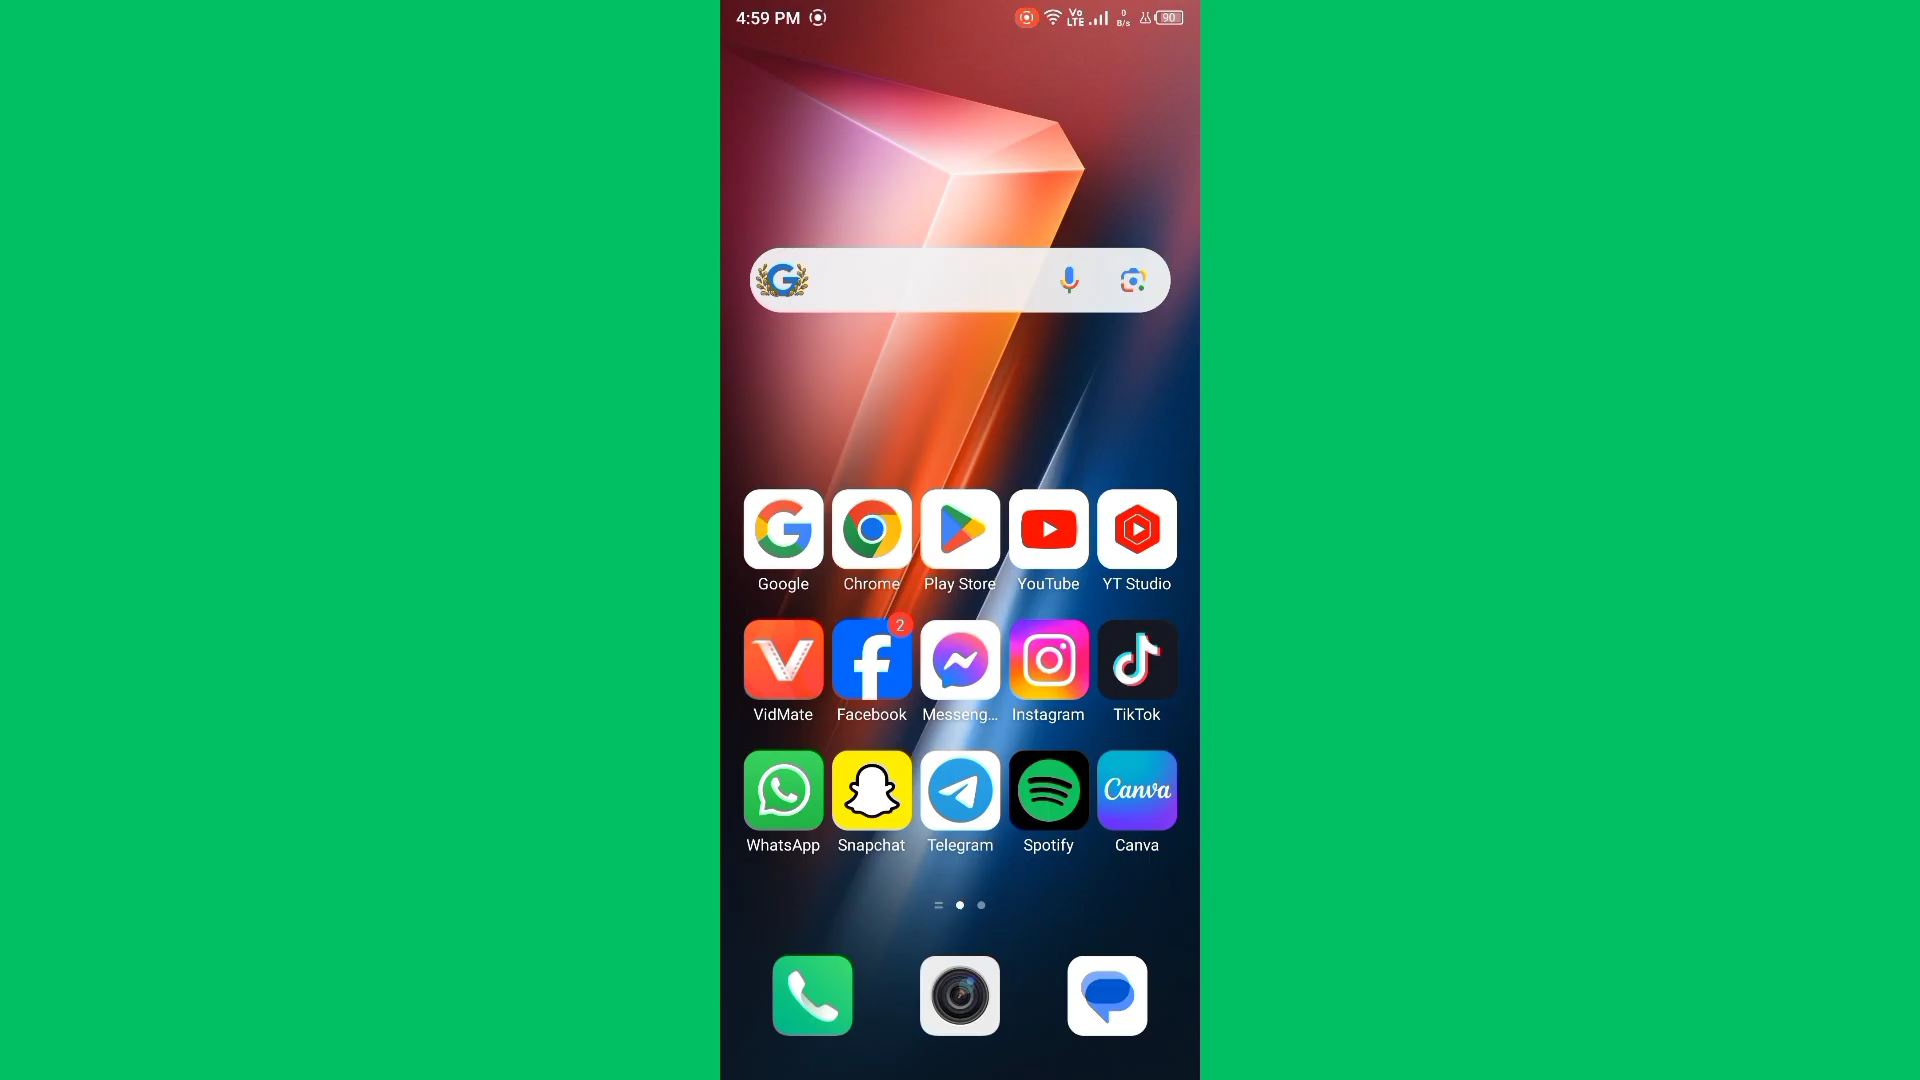 4:59 PM
Vo
LTE
0
B/s
90
Google Chrome Play Store YouTube YT Studio
2
VidMate Facebook Messeng... Instagram TikTok
Canva
WhatsApp Snapchat Telegram Spotify Canva